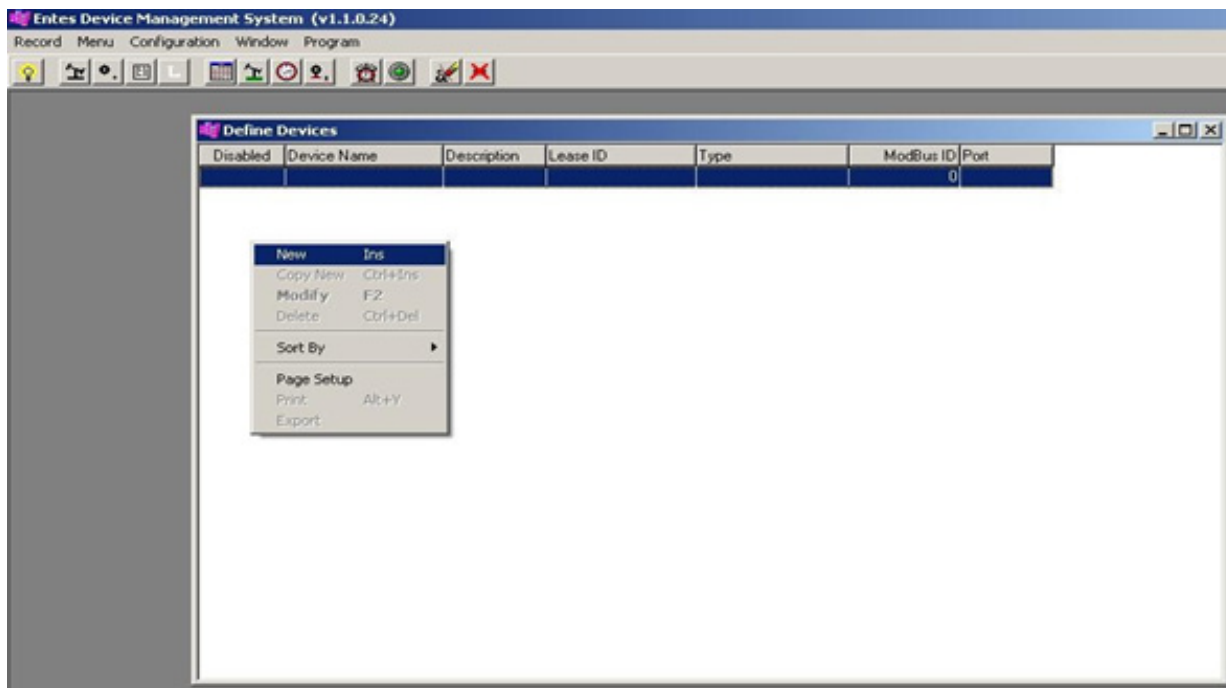 Entes Device Management System (v1.1.0.24)
Record Menu Configuration Window Program
Define Devices
Disabled Device Name Description Lease ID Type ModBus ID Port
0
New Ins
Copy New Ctrl+Ins
Modify F2
Delete Ctrl+Del
Sort By
Page Setup
Print Alt+Y
Export